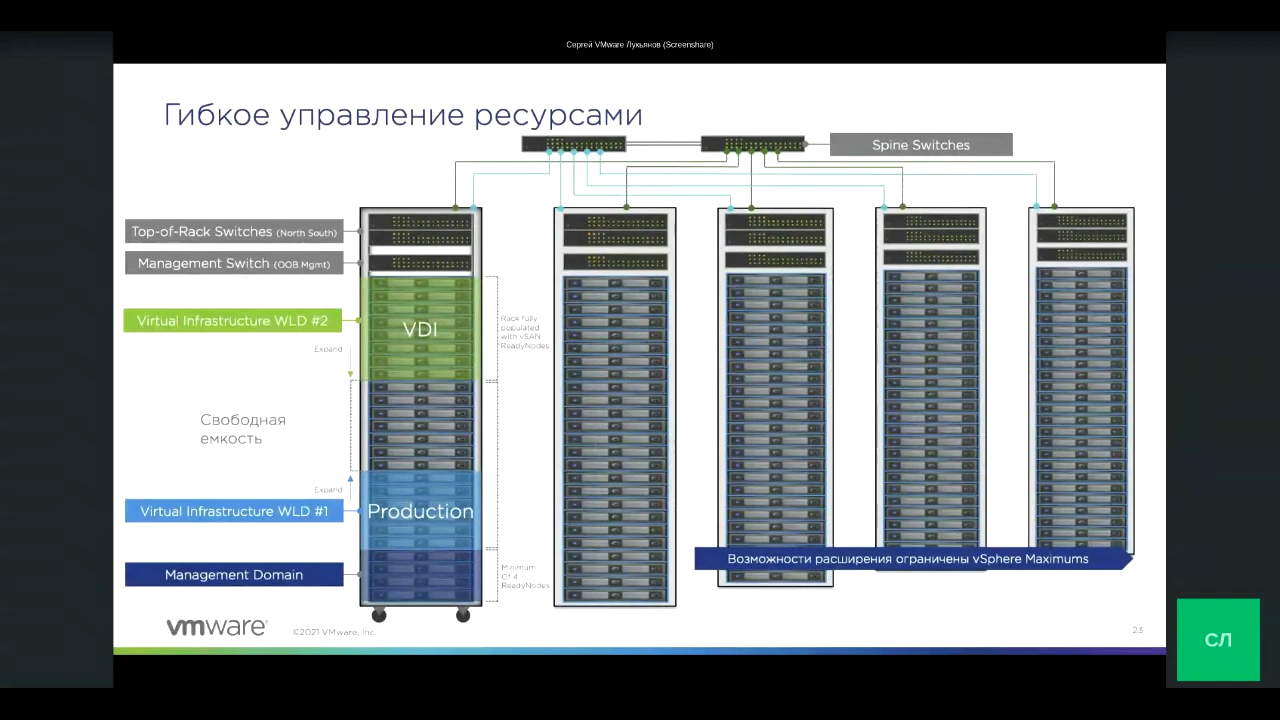 Сергей VMware Лукьянов (Screenshare)
Гибкое управление ресурсами
Spine Switches
Top-of-Rack Switches (North South)
Management Switch (OOB Mgmt)
Virtual Infrastructure WLD #2
VDI
Rack fully
populated
with vSAN
ReadyNodes
Expand
Свободная
емкость
Expand
Virtual Infrastructure WLD #1
Production
Возможности расширения ограничены vSphere Maximums
Management Domain
Minimum
Of 4
ReadyNodes
vmware®
©2021 VMware, Inc.
23
СЛ